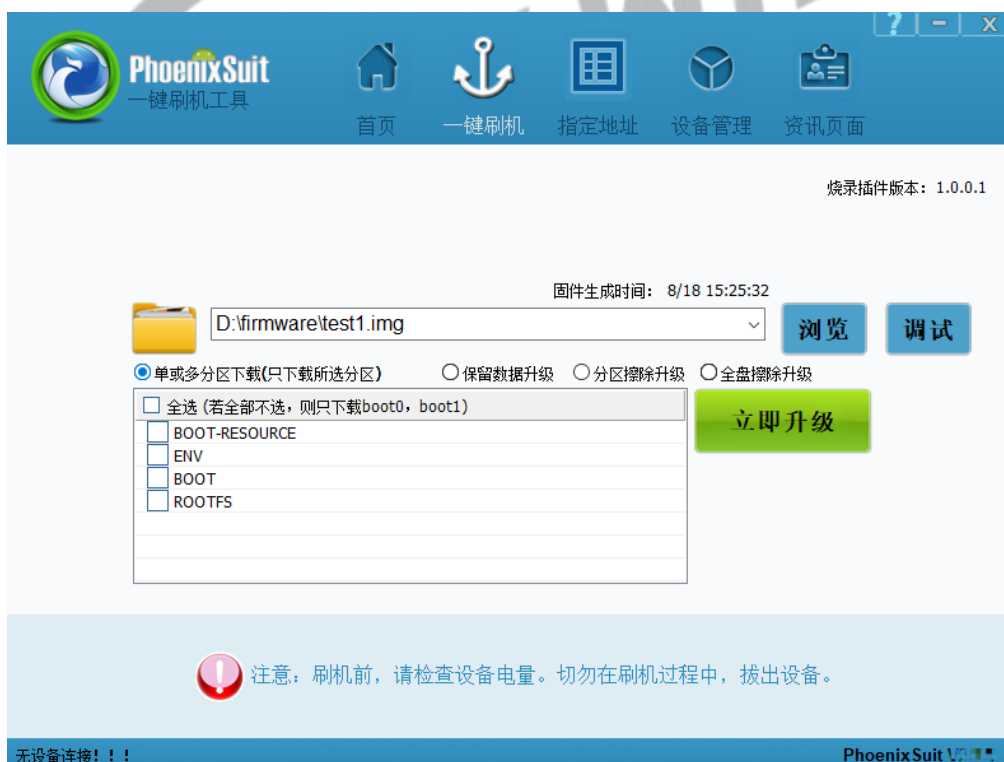 ? - x
PhoenixSuit
一键刷机工具
首页 一键刷机 指定地址 设备管理 资讯页面
烧录插件版本：1.0.0.1
固件生成时间： 8/18 15:25:32
D:\firmware\test1.img
浏览 调试
单或多分区下载(只下载所选分区) 保留数据升级 分区擦除升级 全盘擦除升级
全选 (若全部不选，则只下载boot0，boot1)
立即升级
BOOT-RESOURCE
ENV
BOOT
ROOTFS
注意：刷机前，请检查设备电量。切勿在刷机过程中，拔出设备。
无设备连接！！！
PhoenixSuit